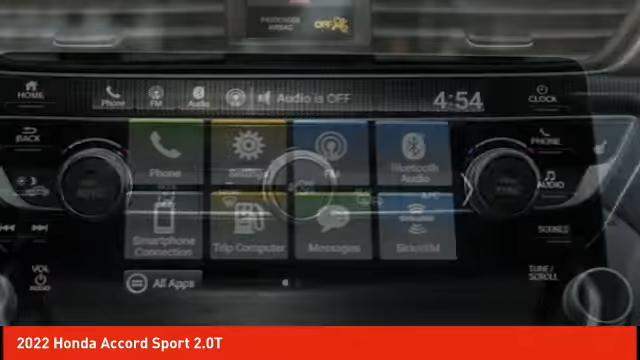 PASSENGER
AIRBAG OFF
HOME
Phone FM Audio Audio is OFF 4:54 CLOCK
BACK PHONE
Phone Settings FM Bluetooth
Audio
AUDIO
Smartphone
Connection Trip Computer Messages SiriusXM
SOUND
VOL
AUDIO
All Apps
TUNE/
SCROLL
2022 Honda Accord Sport 2.0T